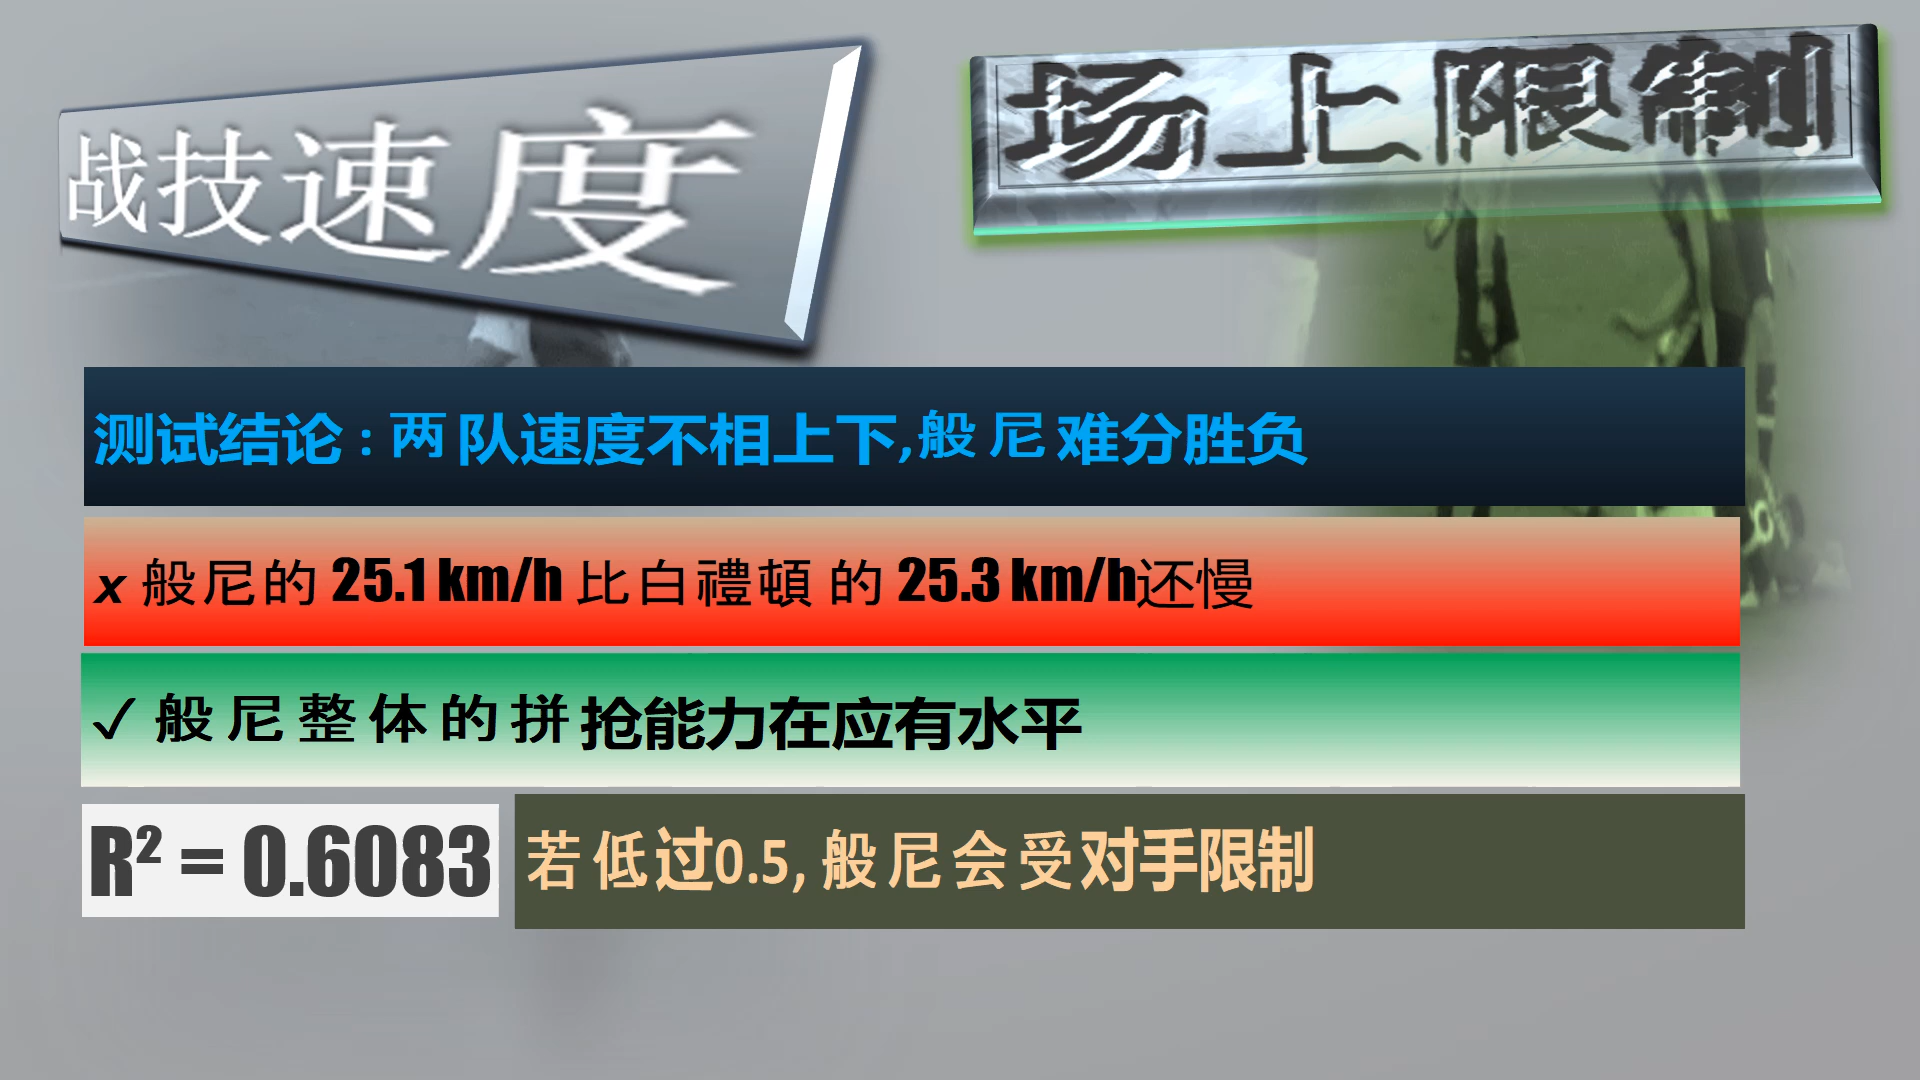 战技速度
场上限制
测试结论:两队速度不相上下,般尼难分胜负
x 般尼的 25.1 km/h 比白禮頓的 25.3 km/h还慢
✓ 般尼整体的拼抢能力在应有水平
R² = 0.6083
若低过0.5, 般尼会受对手限制